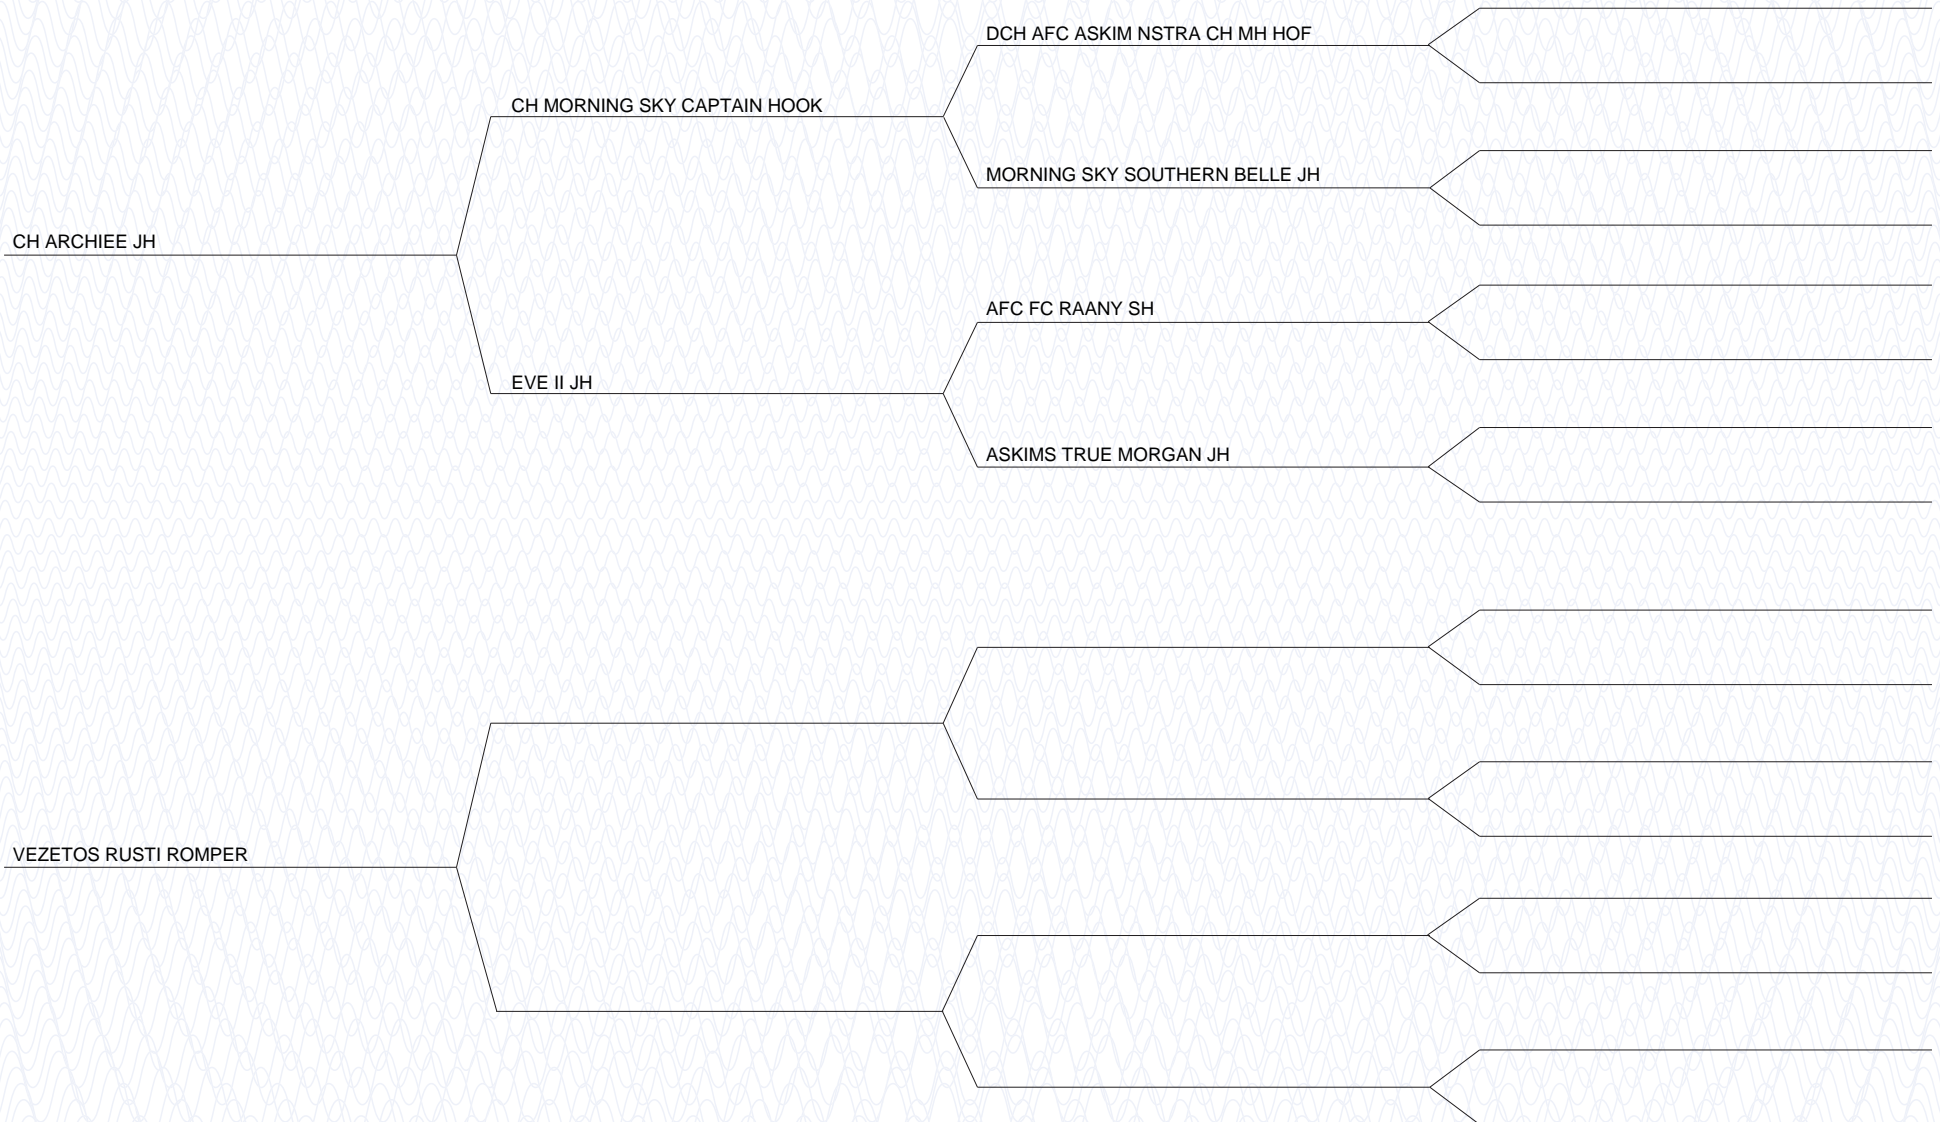 DCH AFC ASKIM NSTRA CH MH HOF
CH MORNING SKY CAPTAIN HOOK
MORNING SKY SOUTHERN BELLE JH
CH ARCHIEE JH
AFC FC RAANY SH
EVE II JH
ASKIMS TRUE MORGAN JH
VEZETOS RUSTI ROMPER